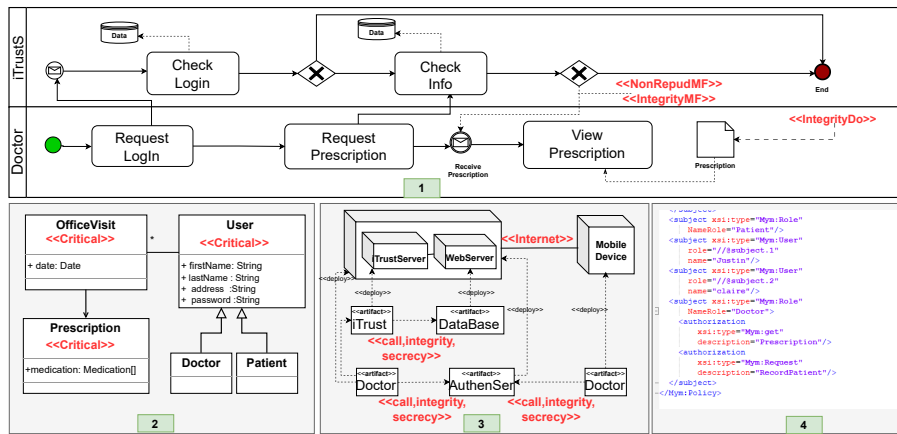 iTrustS
Data
Data
Check
Login
Check
Info
<<NonRepudMF>>
<<IntegrityMF>>
End
Doctor
Request
LogIn
Request
Prescription
Receive
Prescription
View
Prescription
Prescription
<<IntegrityDo>>
1
OfficeVisit
<<Critical>>
+ date: Date
*
User
<<Critical>>
+ firstName: String
+ lastName : String
+ address :String
+ password :String
Prescription
<<Critical>>
+medication: Medication[]
Doctor
Patient
2
iTrustServer
WebServer
<<Internet>>
Mobile
Device
<<deploy>>
<<deploy>>
<<deploy>>
<<deploy>>
<<deploy>>
<<artifact>>
iTrust
<<artifact>>
DataBase
<<call,integrity,
secrecy>>
<<artifact>>
Doctor
<<artifact>>
AuthenSer
<<artifact>>
Doctor
<<call,integrity,
secrecy>>
<<call,integrity,
secrecy>>
3
</subject>
<subject xsi:type="Mym:Role"
NameRole="Patient"/>
<subject xsi:type="Mym:User"
role="//@subject.1"
name="Justin"/>
<subject xsi:type="Mym:User"
role="//@subject.2"
name="claire"/>
<subject xsi:type="Mym:Role"
NameRole="Doctor">
<authorization
xsi:type="Mym:get"
description="Prescription"/>
<authorization
xsi:type="Mym:Request"
description="RecordPatient"/>
</subject>
</Mym:Policy>
4